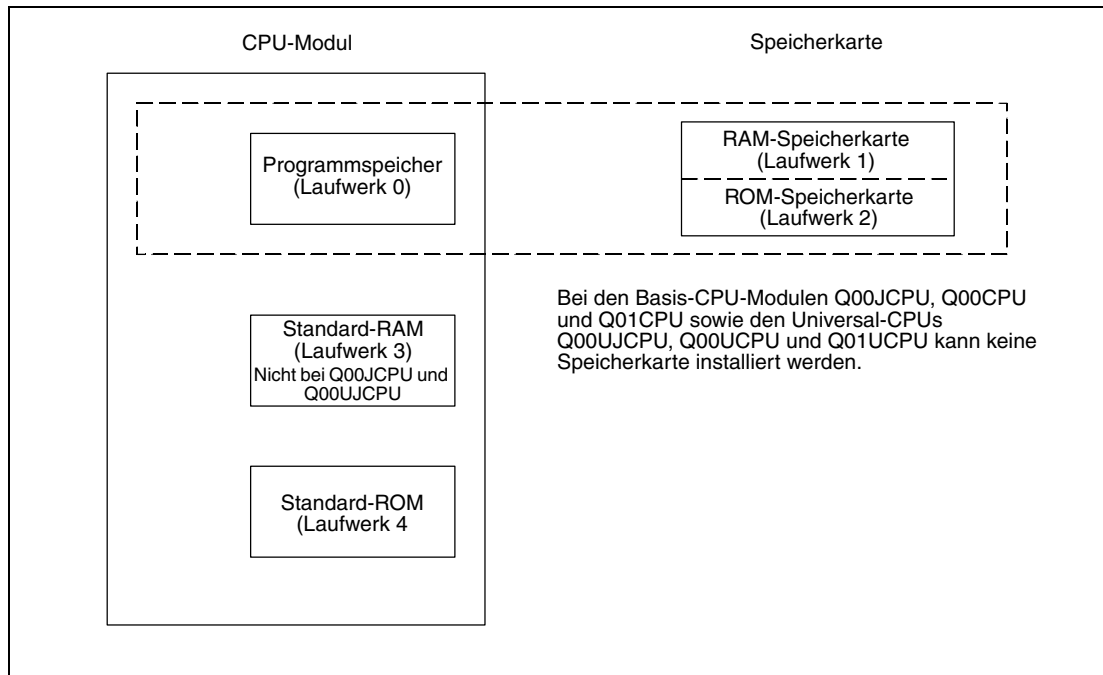 CPU-Modul
Speicherkarte
Programmspeicher
(Laufwerk 0)
RAM-Speicherkarte
(Laufwerk 1)
ROM-Speicherkarte
(Laufwerk 2)
Standard-RAM
(Laufwerk 3)
Nicht bei Q00JCPU und
Q00UJCPU
Bei den Basis-CPU-Modulen Q00JCPU, Q00CPU
und Q01CPU sowie den Universal-CPUs
Q00UJCPU, Q00UCPU und Q01UCPU kann keine
Speicherkarte installiert werden.
Standard-ROM
(Laufwerk 4